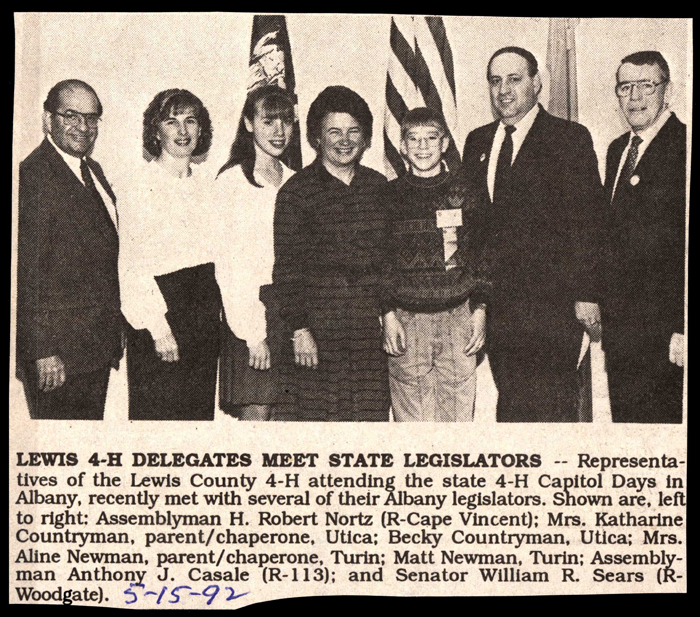 LEWIS 4-H DELEGATES MEET STATE LEGISLATORS -- Representa-
tives of the Lewis County 4-H attending the state 4-H Capitol Days in
Albany, recently met with several of their Albany legislators. Shown are, left
to right: Assemblyman H. Robert Nortz (R-Cape Vincent); Mrs. Katharine
Countryman, parent/chaperone, Utica; Becky Countryman, Utica; Mrs.
Aline Newman, parent/chaperone, Turin; Matt Newman, Turin; Assembly-
man Anthony J. Casale (R-113); and Senator William R. Sears (R-
Woodgate). 5-15-92